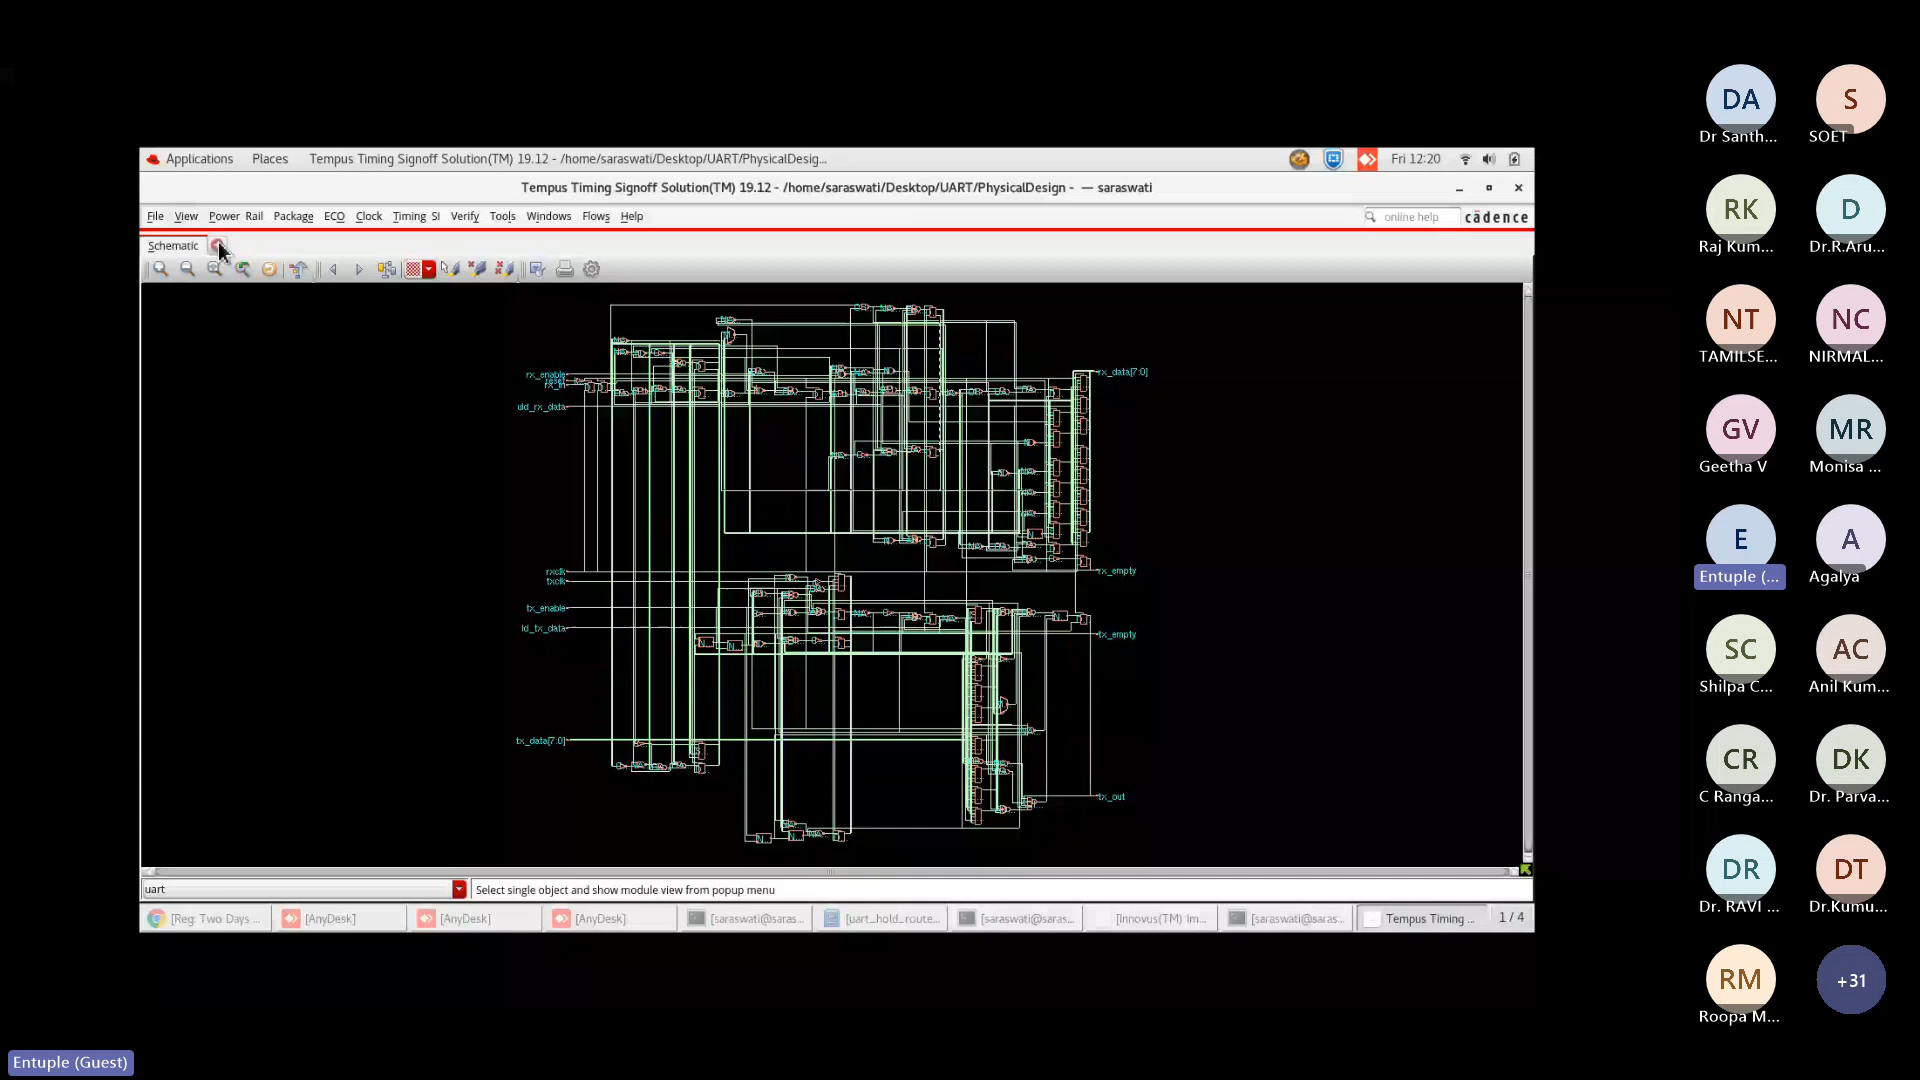 Applications Places Tempus Timing Signoff Solution(TM) 19.12 - /home/saraswati/Desktop/UART/PhysicalDesig... Fri 12:20
Tempus Timing Signoff Solution(TM) 19.12 - /home/saraswati/Desktop/UART/PhysicalDesign - — saraswati
File View Power Rail Package ECO Clock Timing SI Verify Tools Windows Flows Help online help cādence
Schematic
rx_enable
rx_in
uld_rx_data
rxclk
txclk
tx_enable
ld_tx_data
tx_data[7:0]
rx_data[7:0]
rx_empty
tx_empty
tx_out
uart Select single object and show module view from popup menu
[Reg: Two Days ... [AnyDesk] [AnyDesk] [AnyDesk] [saraswati@saras... [uart_hold_route... [saraswati@saras... [Innovus(TM) Im... [saraswati@saras... Tempus Timing ... 1 / 4
DA S
Dr Santh... SOET
RK D
Raj Kum... Dr.R.Aru...
NT NC
TAMILSE... NIRMAL...
GV MR
Geetha V Monisa ...
E A
Entuple (... Agalya
SC AC
Shilpa C... Anil Kum...
CR DK
C Ranga... Dr. Parva...
DR DT
Dr. RAVI ... Dr.Kumu...
RM +31
Roopa M...
Entuple (Guest)